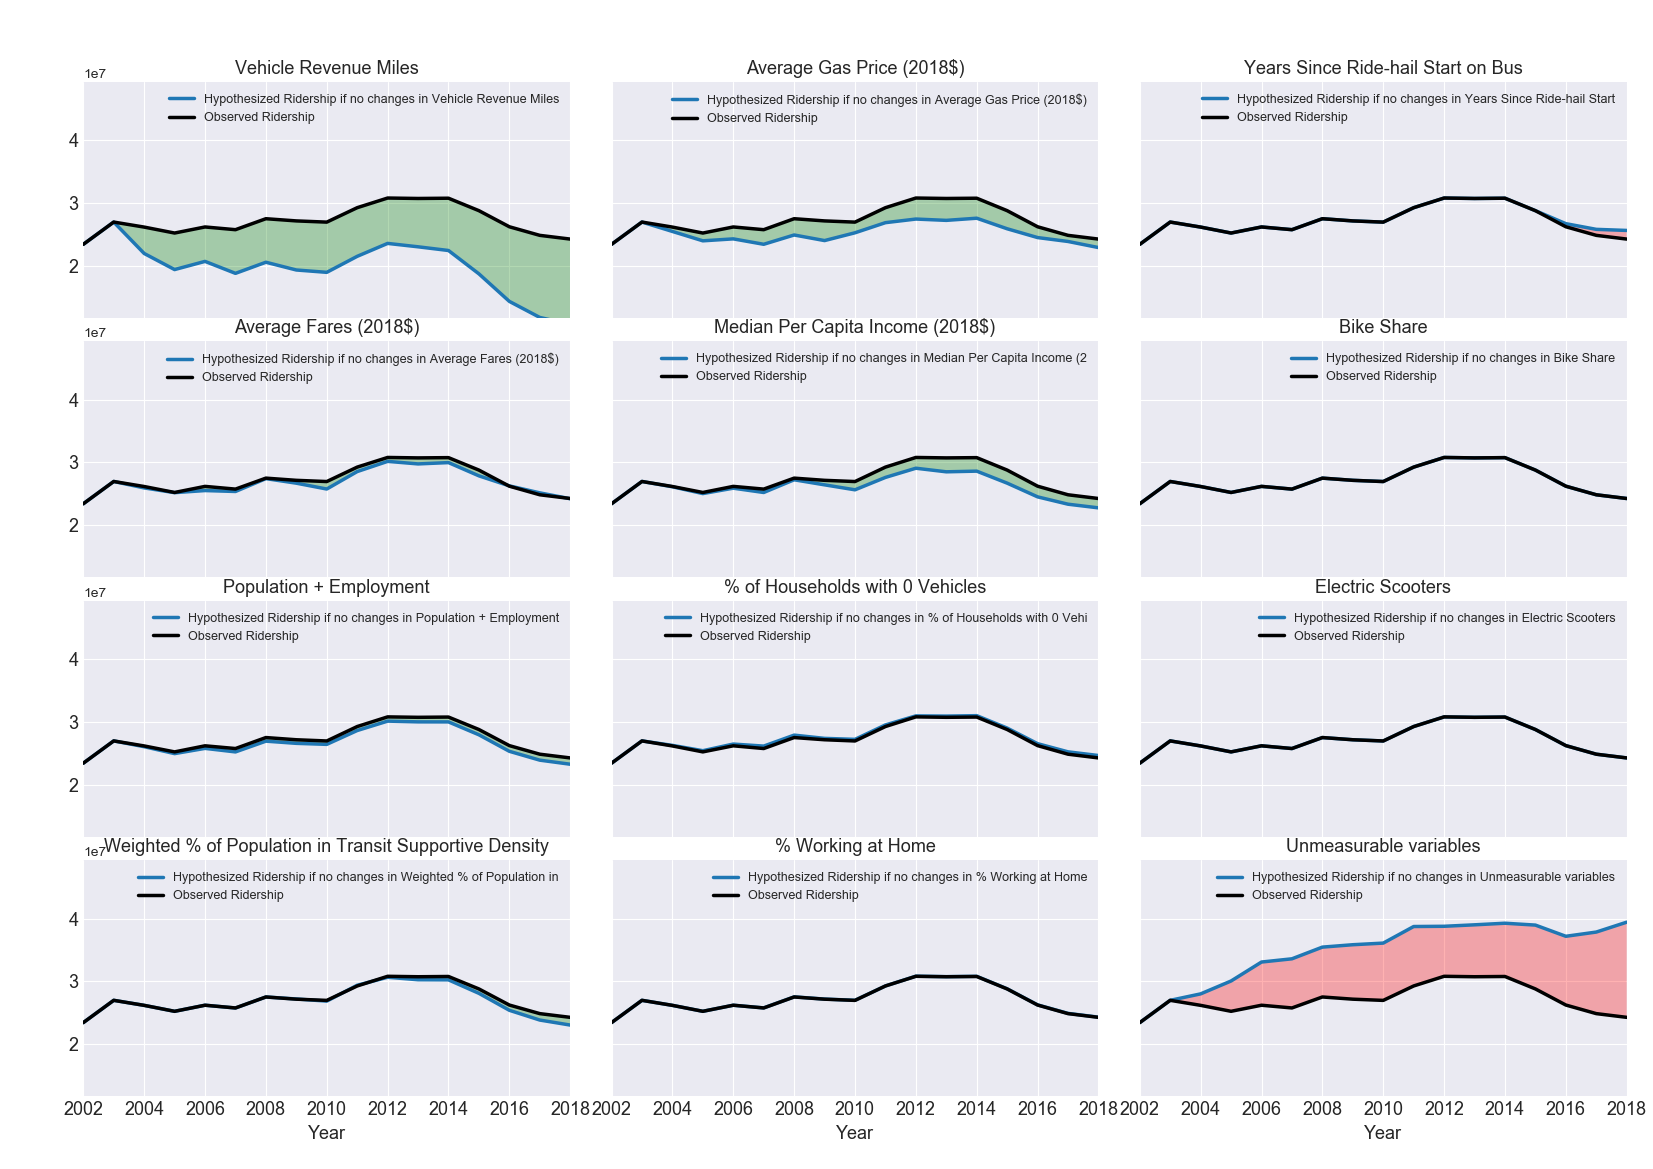 Vehicle Revenue Miles
1e7
Hypothesized Ridership if no changes in Vehicle Revenue Miles
Observed Ridership
4
3
2
Average Gas Price (2018$)
Hypothesized Ridership if no changes in Average Gas Price (2018$)
Observed Ridership
Years Since Ride-hail Start on Bus
Hypothesized Ridership if no changes in Years Since Ride-hail Start
Observed Ridership
Average Fares (2018$)
1e7
Hypothesized Ridership if no changes in Average Fares (2018$)
Observed Ridership
4
3
2
Median Per Capita Income (2018$)
Hypothesized Ridership if no changes in Median Per Capita Income (2
Observed Ridership
Bike Share
Hypothesized Ridership if no changes in Bike Share
Observed Ridership
Population + Employment
1e7
Hypothesized Ridership if no changes in Population + Employment
Observed Ridership
4
3
2
% of Households with 0 Vehicles
Hypothesized Ridership if no changes in % of Households with 0 Vehi
Observed Ridership
Electric Scooters
Hypothesized Ridership if no changes in Electric Scooters
Observed Ridership
Weighted % of Population in Transit Supportive Density
1e7
Hypothesized Ridership if no changes in Weighted % of Population in
Observed Ridership
4
3
2
2002 2004 2006 2008 2010 2012 2014 2016 2018
Year
% Working at Home
Hypothesized Ridership if no changes in % Working at Home
Observed Ridership
2002 2004 2006 2008 2010 2012 2014 2016 2018
Year
Unmeasurable variables
Hypothesized Ridership if no changes in Unmeasurable variables
Observed Ridership
2002 2004 2006 2008 2010 2012 2014 2016 2018
Year